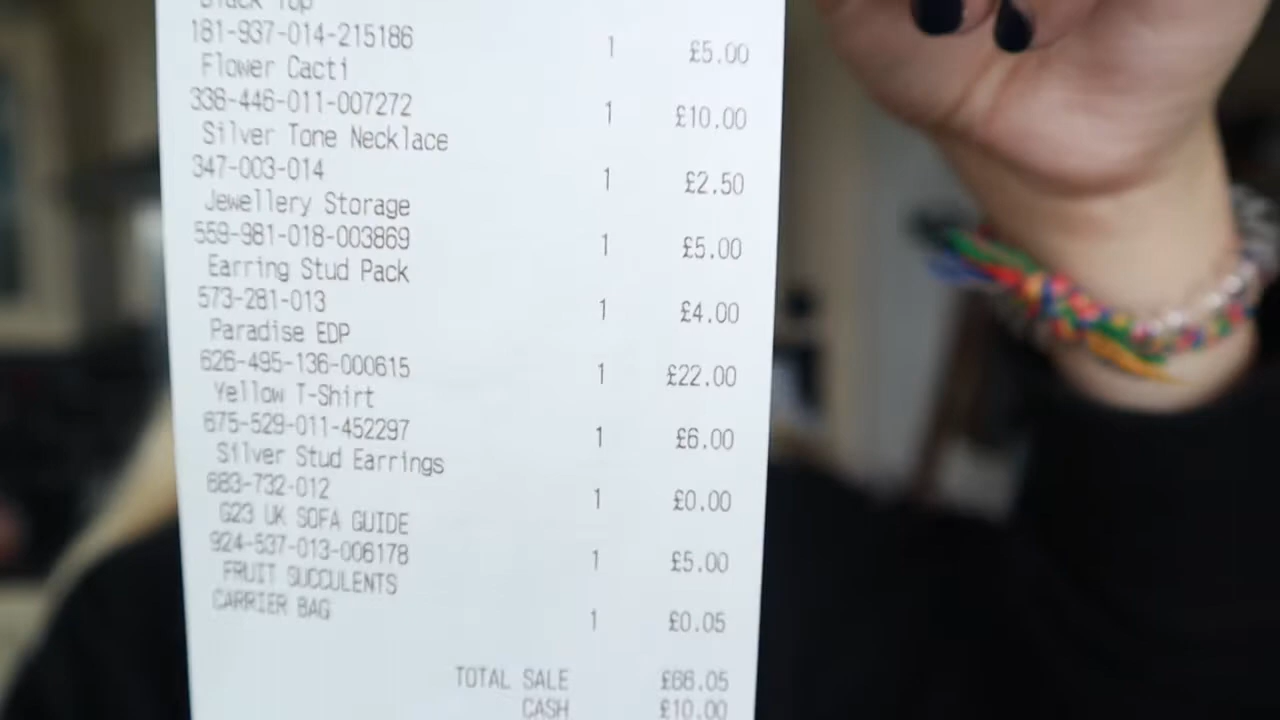 Black Top
181-937-014-215186 1 £5.00
Flower Cacti
338-446-011-007272 1 £10.00
Silver Tone Necklace
347-003-014 1 £2.50
Jewellery Storage
559-981-018-003869 1 £5.00
Earring Stud Pack
573-281-013 1 £4.00
Paradise EDP
626-495-136-000615 1 £22.00
Yellow T-Shirt
675-529-011-452297 1 £6.00
Silver Stud Earrings
683-732-012 1 £0.00
G23 UK SOFA GUIDE
924-537-013-006178 1 £5.00
FRUIT SUCCULENTS
CARRIER BAG 1 £0.05
TOTAL SALE £66.05
CASH £10.00